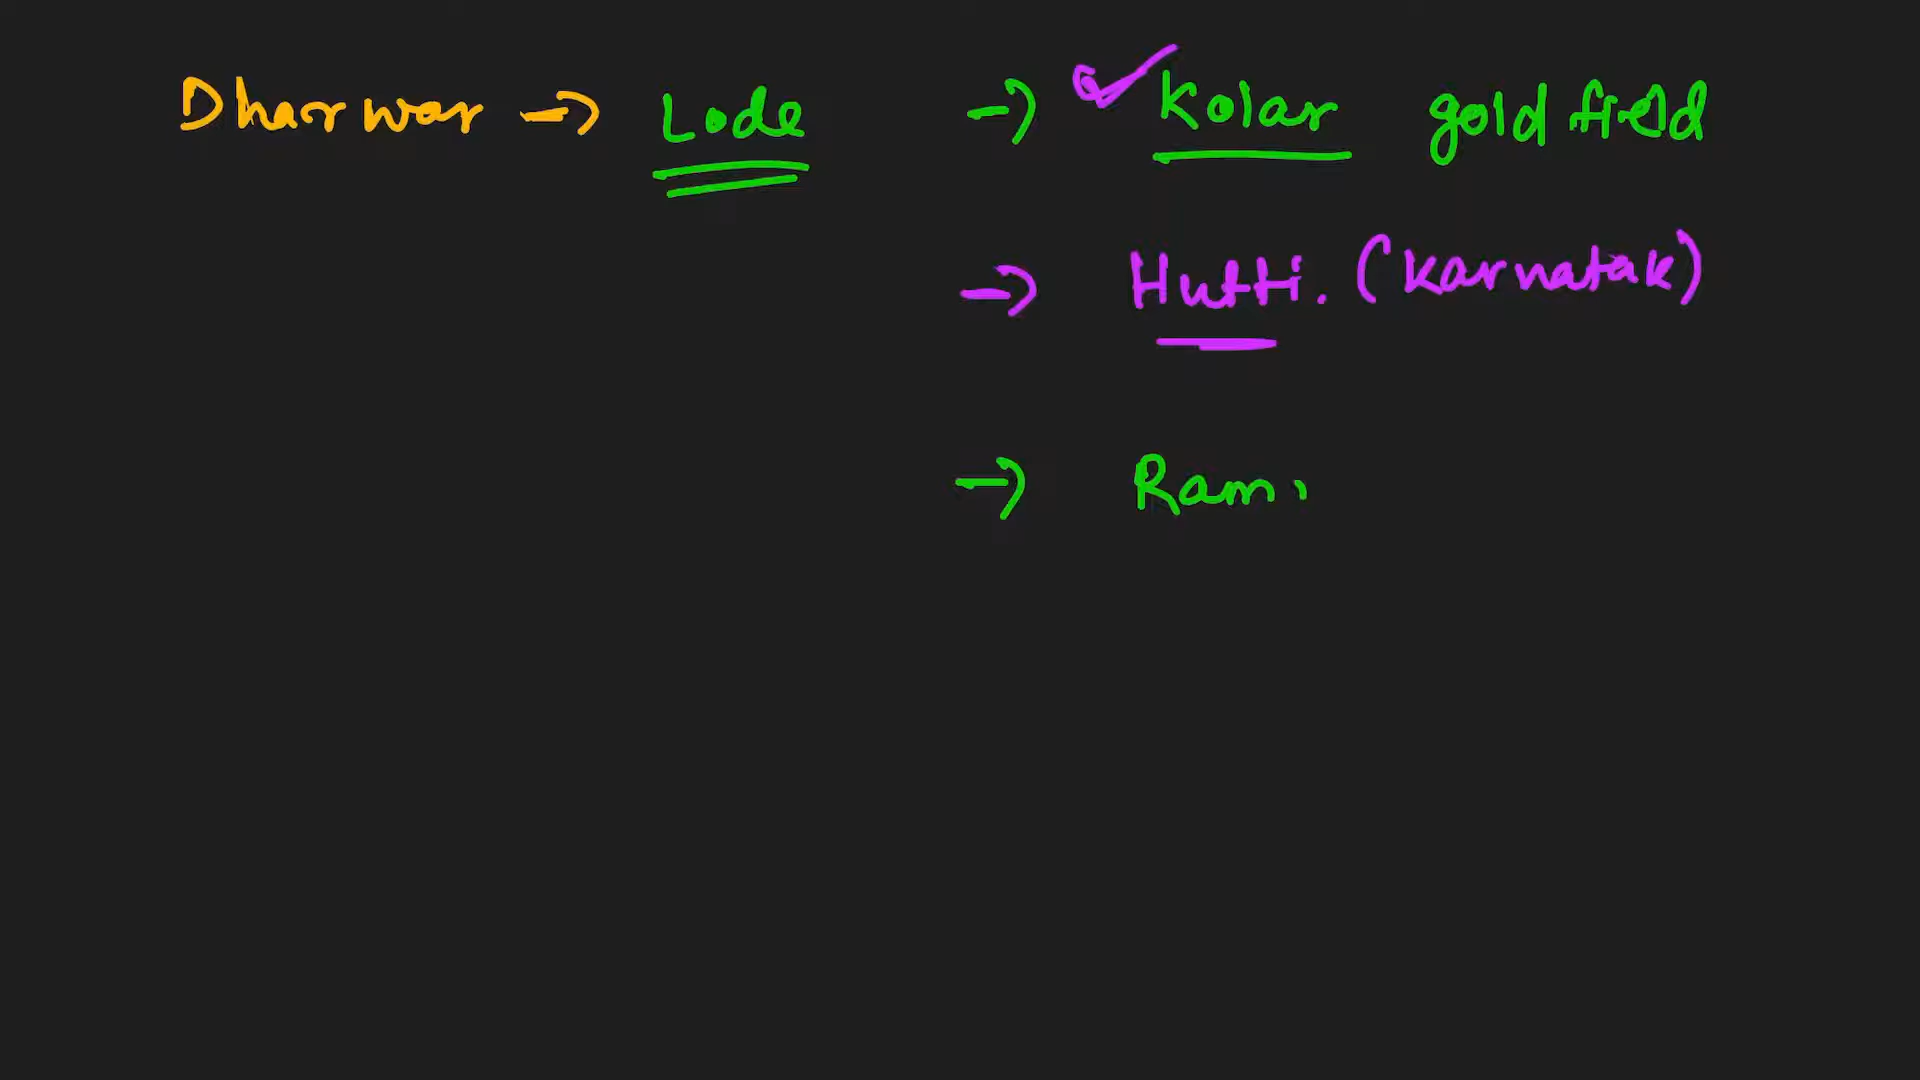 Dharwar → Lode → ✓ Kolar gold field
→ Hutti. (Karnatak)
→ Ram